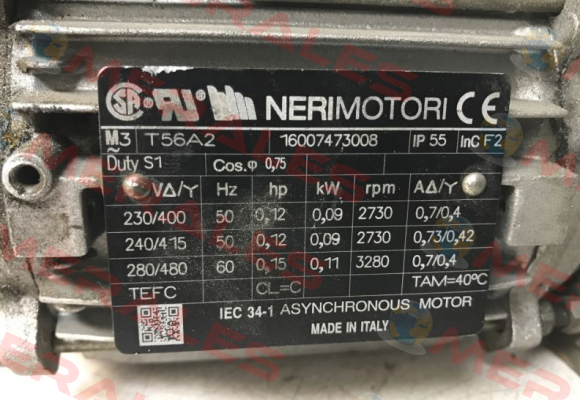 SA RU NERIMOTORI CE
M3~ T56A2 16007473008 IP 55 InC F2
Duty S1 Cos.φ 0,75
VΔ/Y Hz hp kW rpm AΔ/Y
230/400 50 0,12 0,09 2730 0,7/0,4
240/415 50 0,12 0,09 2730 0,73/0,42
280/480 60 0,15 0,11 3280 0,7/0,4
TEFC CL=C TAM=40°C
IEC 34-1 ASYNCHRONOUS MOTOR
MADE IN ITALY